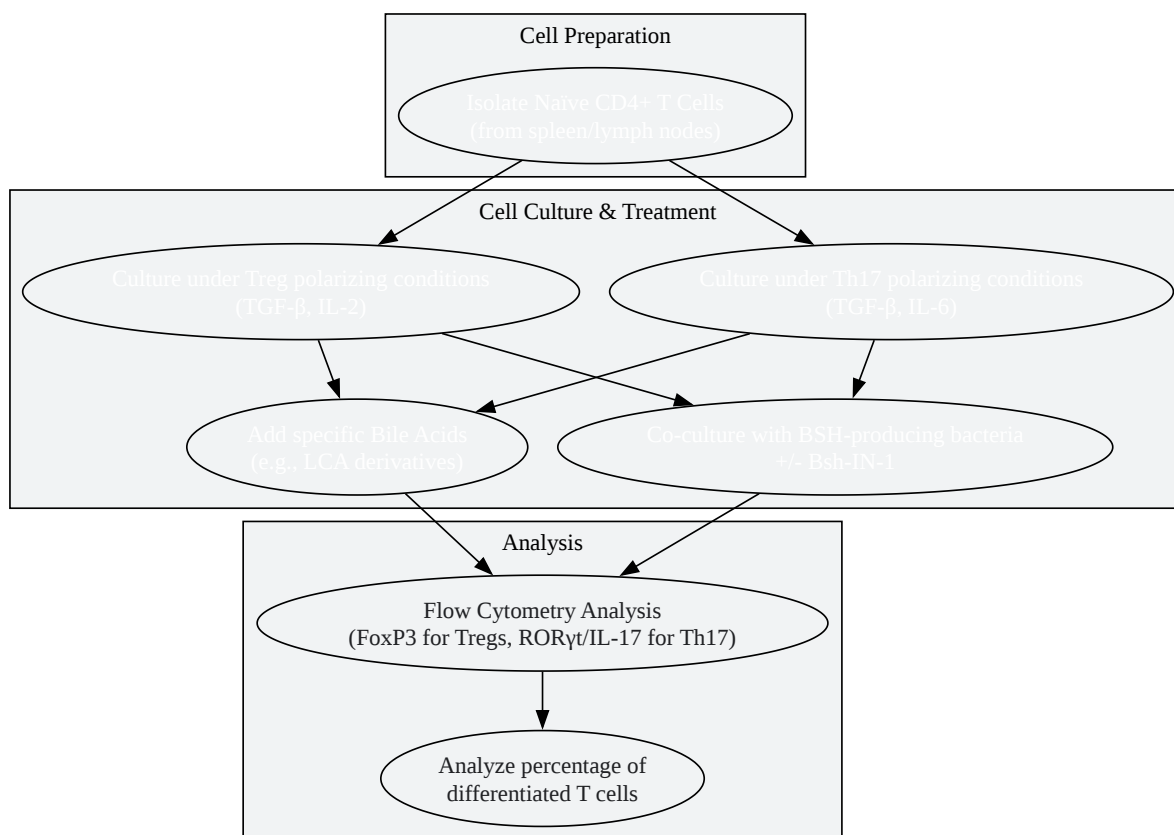 Cell Preparation
Isolate Naïve CD4+ T Cells
(from spleen/lymph nodes)
Cell Culture & Treatment
Culture under Treg polarizing conditions
(TGF-β, IL-2)
Culture under Th17 polarizing conditions
(TGF-β, IL-6)
Add specific Bile Acids
(e.g., LCA derivatives)
Co-culture with BSH-producing bacteria
+/- Bsh-IN-1
Analysis
Flow Cytometry Analysis
(FoxP3 for Tregs, RORγt/IL-17 for Th17)
Analyze percentage of
differentiated T cells